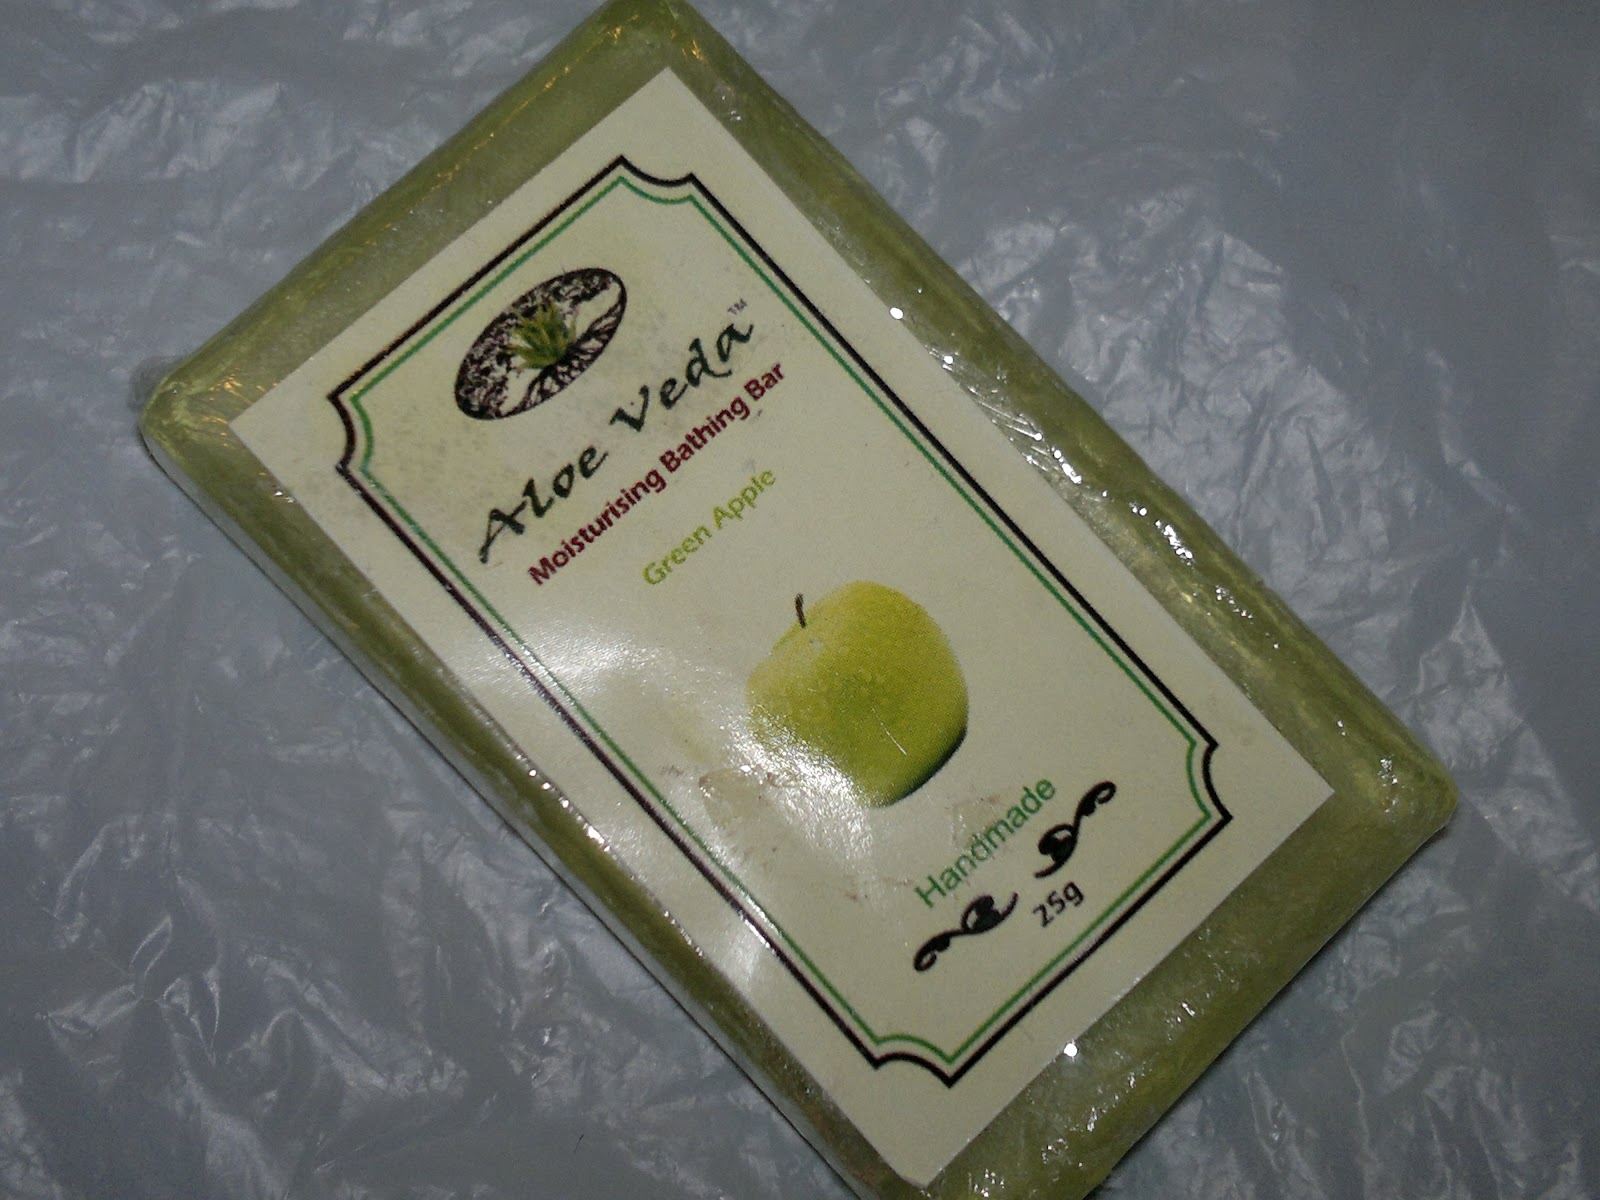 Aloe Veda™
Moisturising Bathing Bar
Green Apple
Handmade
25g